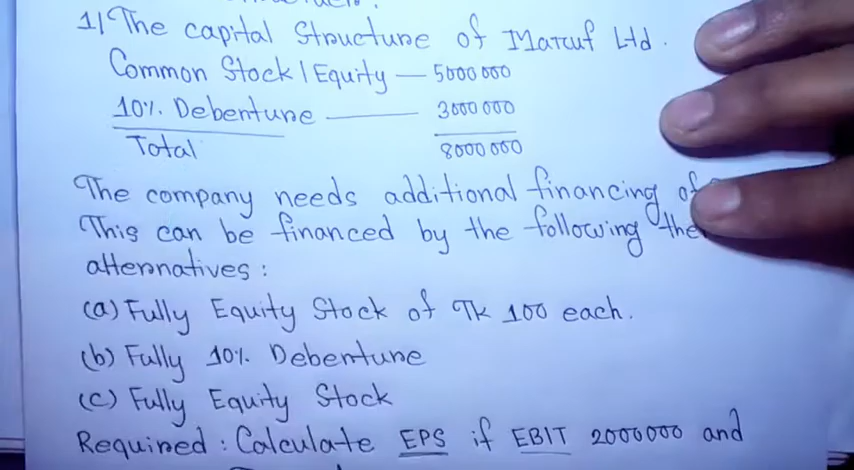 1) The capital Structure of Maruf Ltd.
Common Stock / Equity — 5000000
10% Debenture — 3000000
Total 8000000
The company needs additional financing of
This can be financed by the following
alternatives :
(a) Fully Equity Stock of Tk 100 each.
(b) Fully 10% Debenture
(c) Fully Equity Stock
Required : Calculate EPS if EBIT 2000000 and